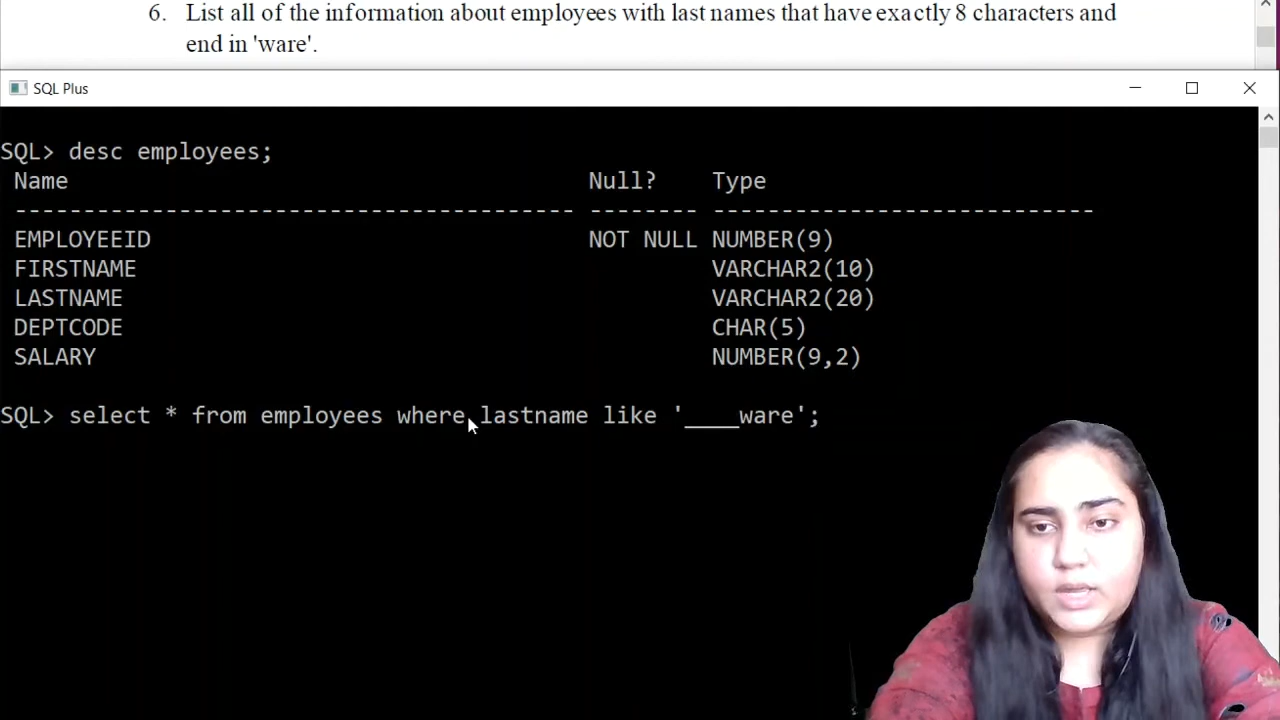 6. List all of the information about employees with last names that have exactly 8 characters and
end in 'ware'.
SQL Plus
SQL> desc employees;
Name Null? Type
----------------------------------------- -------- ----------------------------
EMPLOYEEID NOT NULL NUMBER(9)
FIRSTNAME VARCHAR2(10)
LASTNAME VARCHAR2(20)
DEPTCODE CHAR(5)
SALARY NUMBER(9,2)
SQL> select * from employees where lastname like '____ware';